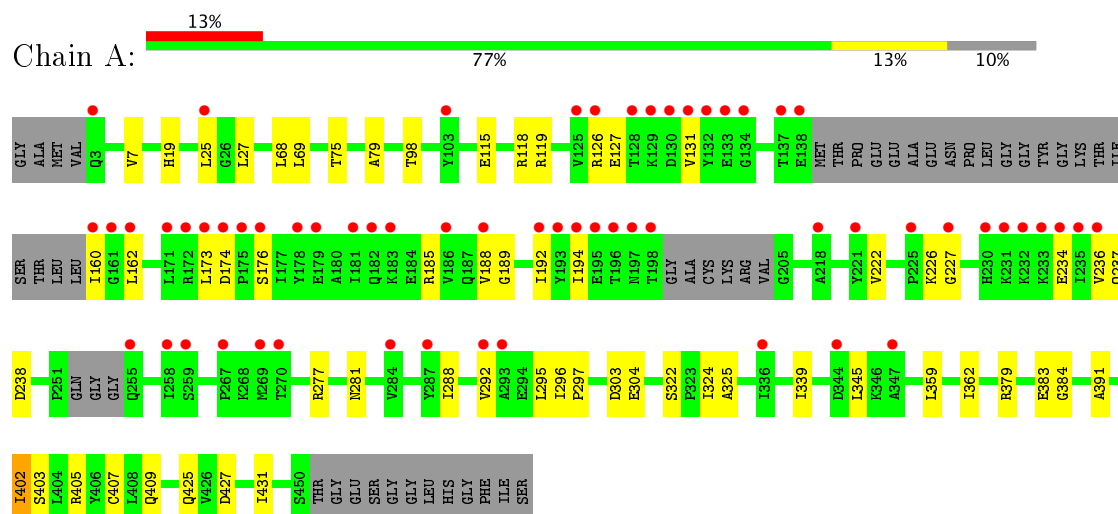 13%
Chain A:
77% 13% 10%
GLY ALA MET VAL Q3 V7 H19 L25 G26 L27 L68 L69 T75 A79 T98 Y103 E115 R118 R119 V125 R126 E127 T128 K129 D130 V131 Y132 E133 G134 T137 E138 MET THR PRO GLU GLU ALA GLU ASN PRO LEU GLY GLY TYR GLY LYS THR ILE
SER THR LEU LEU I160 G161 L162 L171 R172 L173 D174 P175 S176 I177 Y178 E179 A180 I181 Q182 K183 E184 R185 V186 Q187 V188 G189 I192 Y193 I194 E195 T196 N197 T198 GLY ALA CYS LYS ARG VAL G205 A218 Y221 V222 P225 K226 G227 H230 K231 K232 K233 E234 I235 V236 Q237
D238 P251 GLN GLY GLY Q255 I258 S259 P267 K268 M269 T270 R277 N281 V284 Y287 I288 V292 A293 E294 L295 I296 P297 D303 E304 S322 P323 I324 A325 I336 I339 D344 L345 K346 A347 L359 I362 R379 E383 G384 A391
I402 S403 L404 R405 Y406 C407 L408 Q409 Q425 V426 D427 I431 S450 THR GLY GLU SER GLY GLY LEU HIS GLY PHE ILE SER